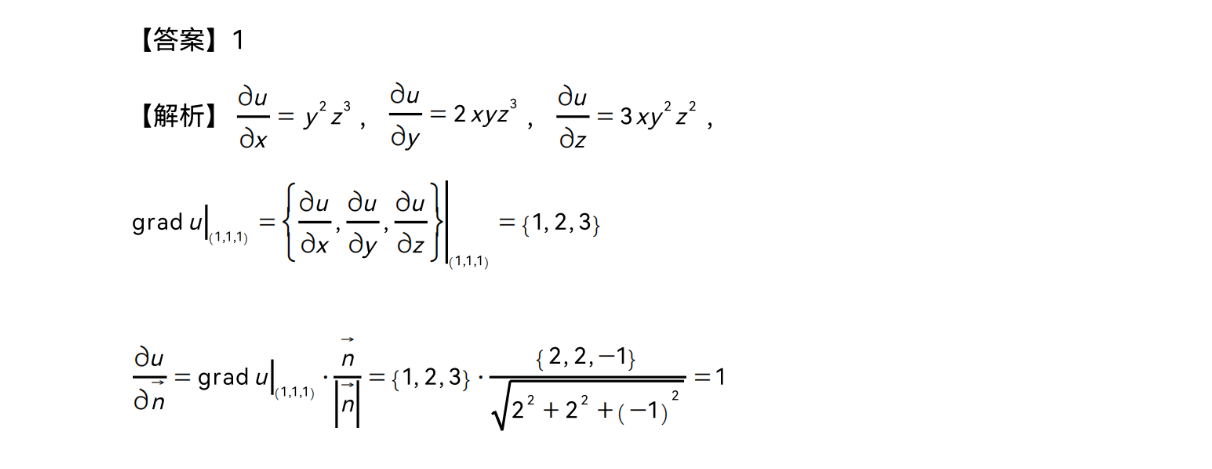 【答案】1
【解析】 ∂u/∂x = y²z³, ∂u/∂y = 2xyz³, ∂u/∂z = 3xy²z²,
grad u|₍₁,₁,₁₎ = {∂u/∂x, ∂u/∂y, ∂u/∂z}|₍₁,₁,₁₎ = {1, 2, 3}
∂u/∂n⃗ = grad u|₍₁,₁,₁₎ · n⃗/|n⃗| = {1, 2, 3} · {2, 2, −1}/√(2² + 2² + (−1)²) = 1